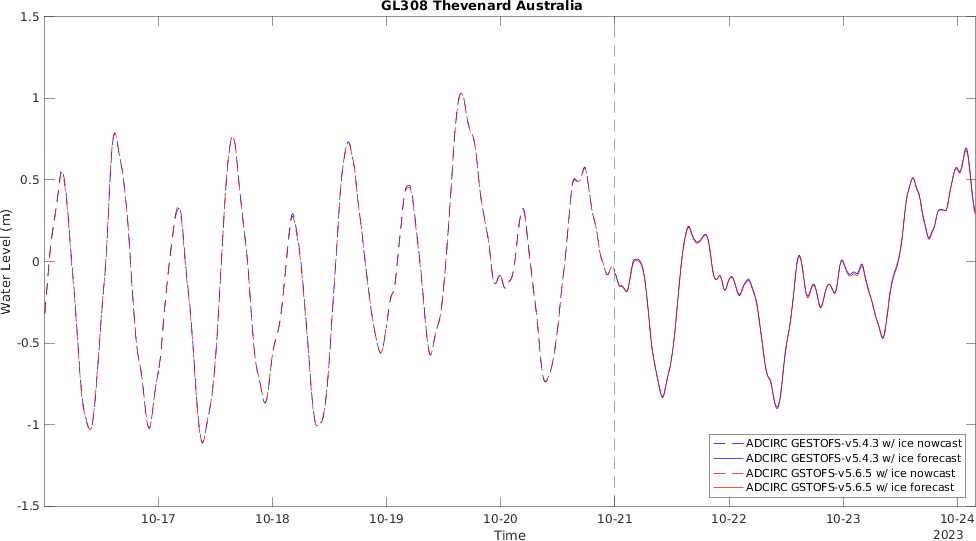 GL308 Thevenard Australia
1.5
1
0.5
0
-0.5
-1
-1.5
Water Level (m)
10-17
10-18
10-19
10-20
10-21
10-22
10-23
10-24
Time
2023
ADCIRC GESTOFS-v5.4.3 w/ ice nowcast
ADCIRC GESTOFS-v5.4.3 w/ ice forecast
ADCIRC GSTOFS-v5.6.5 w/ ice nowcast
ADCIRC GSTOFS-v5.6.5 w/ ice forecast